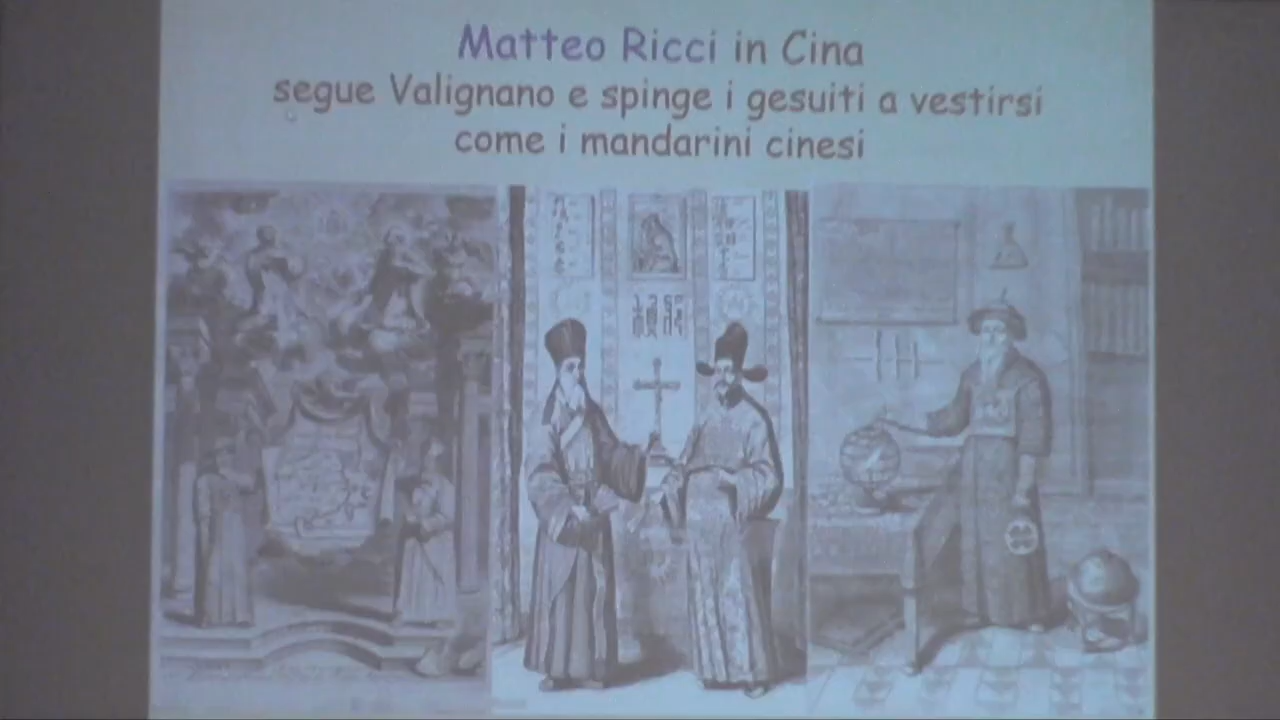 Matteo Ricci in Cina
segue Valignano e spinge i gesuiti a vestirsi
come i mandarini cinesi